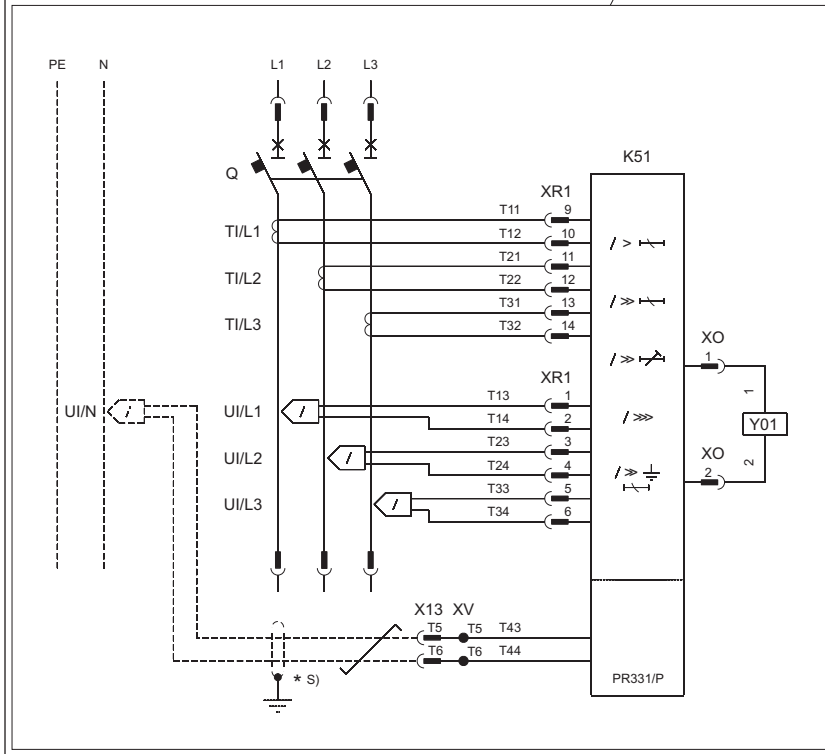 PE N L1 L2 L3
K51
Q
XR1
T11 9
TI/L1 T12 10
I >
T21 11
TI/L2 T22 12
T31 13
I >>
TI/L3 T32 14
XO
I >> 1
XR1
T13 1
UI/N UI/L1 T14 2 1
I >>> Y01
T23 3
UI/L2 T24 4
XO
I >> 2 2
T33 5
UI/L3 T34 6
X13 XV
T5 T5 T43
T6 T6 T44
* S) PR331/P